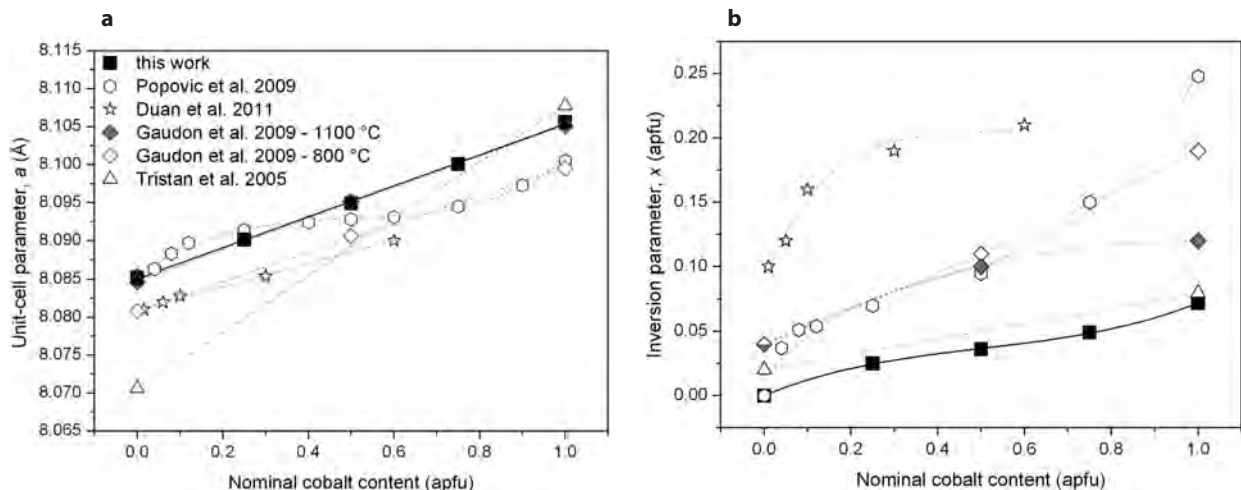 a
8.115
8.110
8.105
8.100
8.095
8.090
8.085
8.080
8.075
8.070
8.065
Unit-cell parameter, a (Å)
this work
Popovic et al. 2009
Duan et al. 2011
Gaudon et al. 2009 - 1100 °C
Gaudon et al. 2009 - 800 °C
Tristan et al. 2005
0.0 0.2 0.4 0.6 0.8 1.0
Nominal cobalt content (apfu)
b
0.25
0.20
0.15
0.10
0.05
0.00
Inversion parameter, x (apfu)
0.0 0.2 0.4 0.6 0.8 1.0
Nominal cobalt content (apfu)